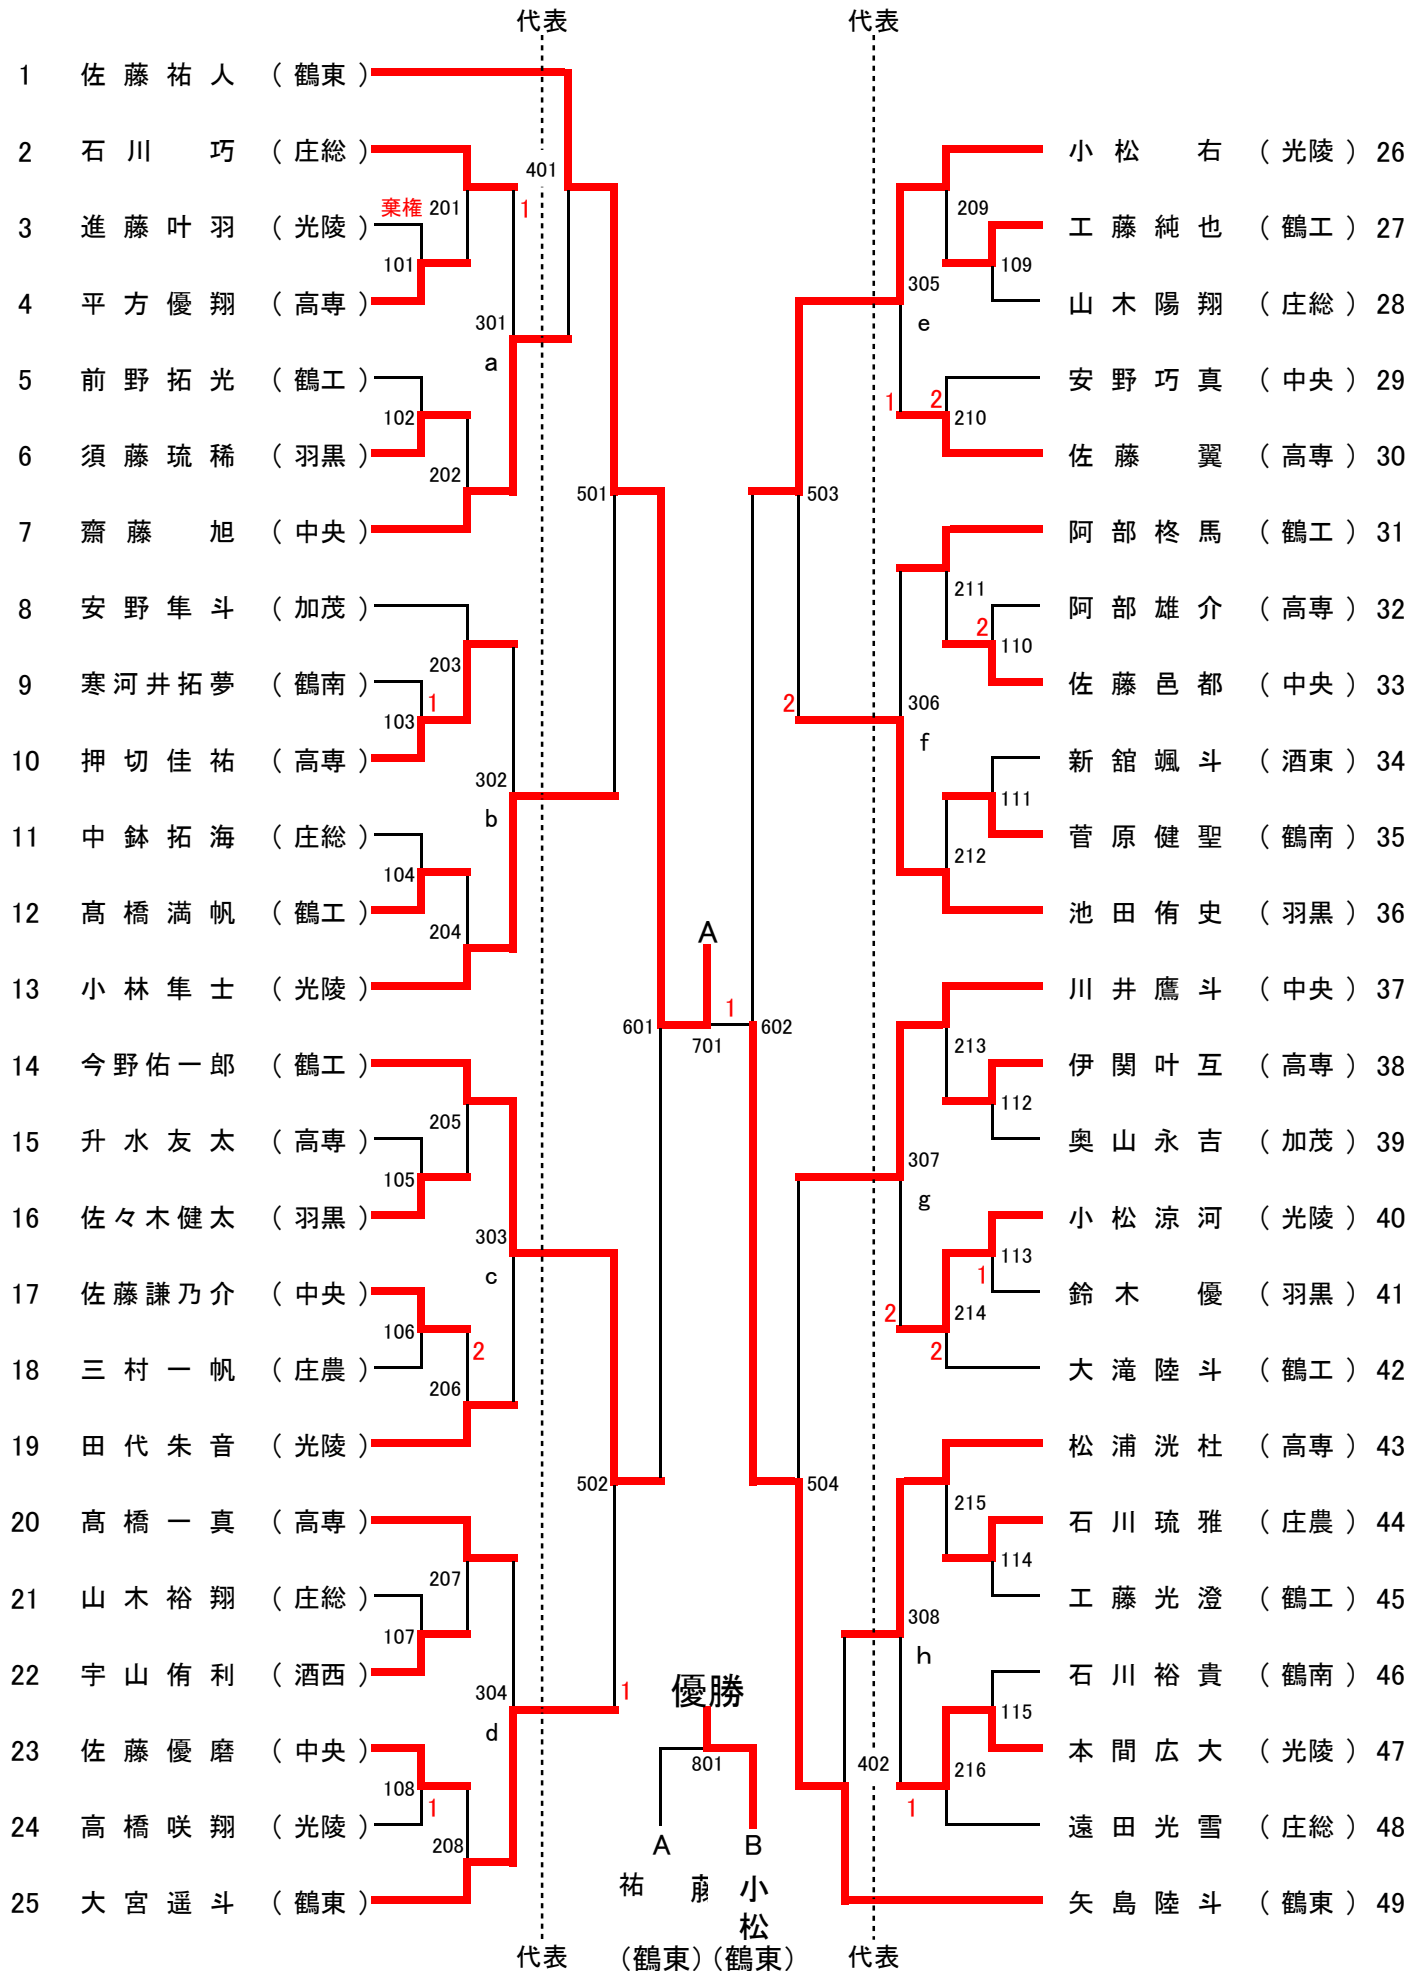 代表 代表
1 佐藤祐人 (鶴東)
2 石川 巧 (庄総)
401
小松 右 (光陵) 26
棄権 201 1
209
3 進藤叶羽 (光陵)
工藤純也 (鶴工) 27
101 109
305
4 平方優翔 (高専)
山木陽翔 (庄総) 28
301 e
a
5 前野拓光 (鶴工)
安野巧真 (中央) 29
1 2
102 210
6 須藤琉稀 (羽黒)
佐藤 翼 (高専) 30
202
501 503
7 齋藤 旭 (中央)
阿部柊馬 (鶴工) 31
211
8 安野隼斗 (加茂)
阿部雄介 (高専) 32
2
203 110
9 寒河井拓夢 (鶴南)
佐藤邑都 (中央) 33
1 2 306
103
f
10 押切佳祐 (高専)
新舘颯斗 (酒東) 34
302 111
b
11 中鉢拓海 (庄総)
菅原健聖 (鶴南) 35
212
104
12 髙橋満帆 (鶴工)
池田侑史 (羽黒) 36
204 A
13 小林隼士 (光陵)
川井鷹斗 (中央) 37
1
601 701 602
213
14 今野佑一郎 (鶴工)
伊関叶互 (高専) 38
205 112
15 升水友太 (高専)
奥山永吉 (加茂) 39
307
105
g
16 佐々木健太 (羽黒)
小松涼河 (光陵) 40
303 113
c 1
17 佐藤謙乃介 (中央)
鈴木 優 (羽黒) 41
2 214
106 2 2
18 三村一帆 (庄農)
大滝陸斗 (鶴工) 42
206
19 田代朱音 (光陵)
松浦洸杜 (高専) 43
502 504
215
20 髙橋一真 (高専)
石川琉雅 (庄農) 44
114
207
21 山木裕翔 (庄総)
工藤光澄 (鶴工) 45
308
107
h
22 宇山侑利 (酒西)
石川裕貴 (鶴南) 46
304 1 優勝
115
d
23 佐藤優磨 (中央)
本間広大 (光陵) 47
801 402 216
108
1 1
24 高橋咲翔 (光陵)
遠田光雪 (庄総) 48
208 A B
25 大宮遥斗 (鶴東)
祐 藤 小
松
矢島陸斗 (鶴東) 49
代表 (鶴東) (鶴東) 代表